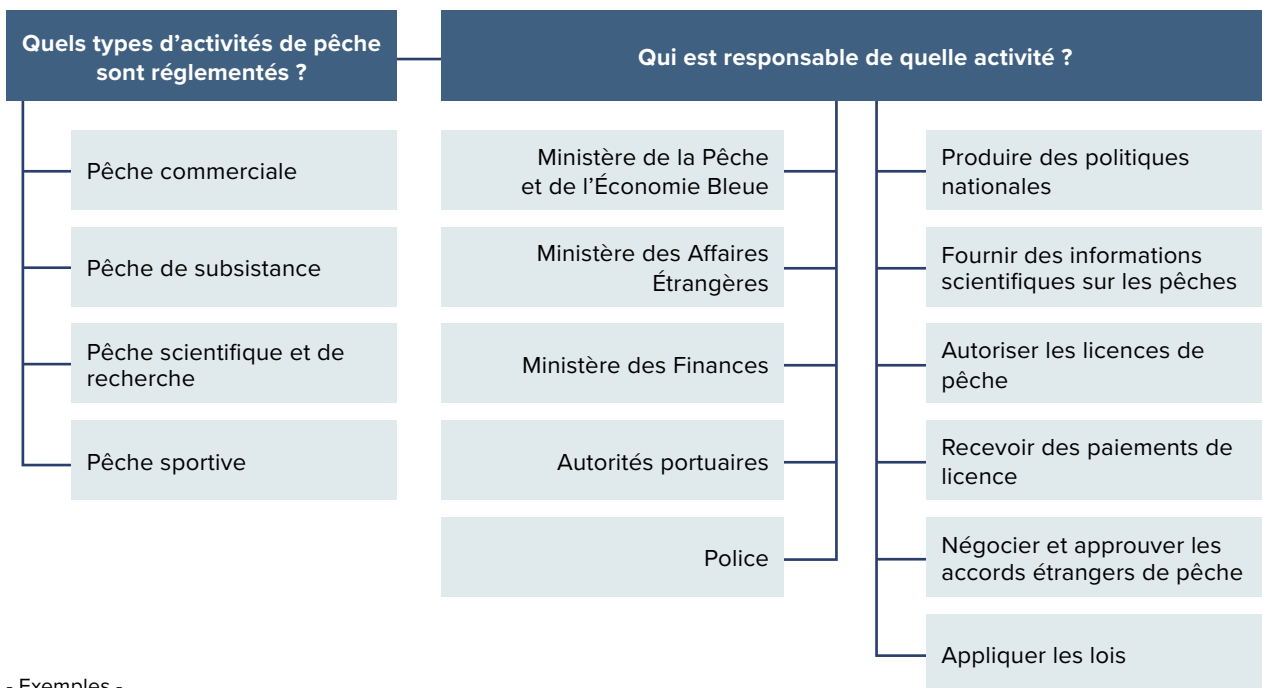 Quels types d’activités de pêche
sont réglementés ?
Qui est responsable de quelle activité ?
Pêche commerciale
Pêche de subsistance
Pêche scientifique et de
recherche
Pêche sportive
Ministère de la Pêche
et de l’Économie Bleue
Ministère des Affaires
Étrangères
Ministère des Finances
Autorités portuaires
Police
Produire des politiques
nationales
Fournir des informations
scientifiques sur les pêches
Autoriser les licences de
pêche
Recevoir des paiements de
licence
Négocier et approuver les
accords étrangers de pêche
Appliquer les lois
- Exemples -